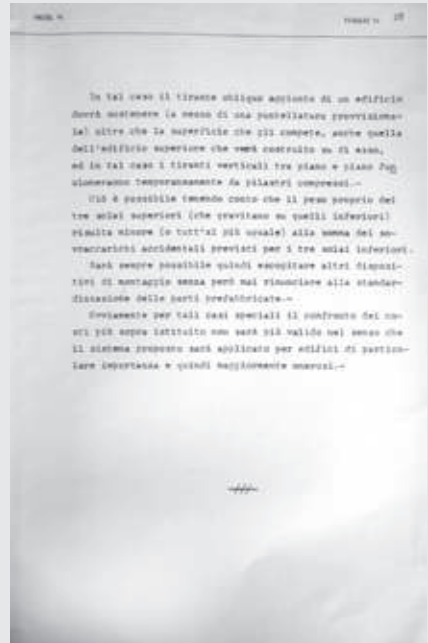 In tal caso il tirante obliquo aggiunto di un edificio
dovrà sostenere (a mezzo di una puntellatura provvisiona-
le) oltre che la superficie che gli compete, anche quella
dell'edificio superiore che verrà costruito su di esso,
ed in tal caso i tiranti verticali tra piano e piano fun
zioneranno temporaneamente da pilastri compressi.-
Ciò è possibile tenendo conto che il peso proprio dei
tre solai superiori (che gravitano su quelli inferiori)
risulta minore (o tutt'al più uguale) alla somma dei so-
vraccarichi accidentali previsti per i tre solai inferiori.
Sarà sempre possibile quindi escogitare altri disposi-
tivi di montaggio senza però mai rinunciare alla standar-
dizzazione delle parti prefabbricate.-
Ovviamente per tali casi speciali il confronto dei co-
sti più sopra istituito non sarà più valido nel senso che
il sistema proposto sarà applicato per edifici di partico-
lare importanza e quindi maggiormente onerosi.-